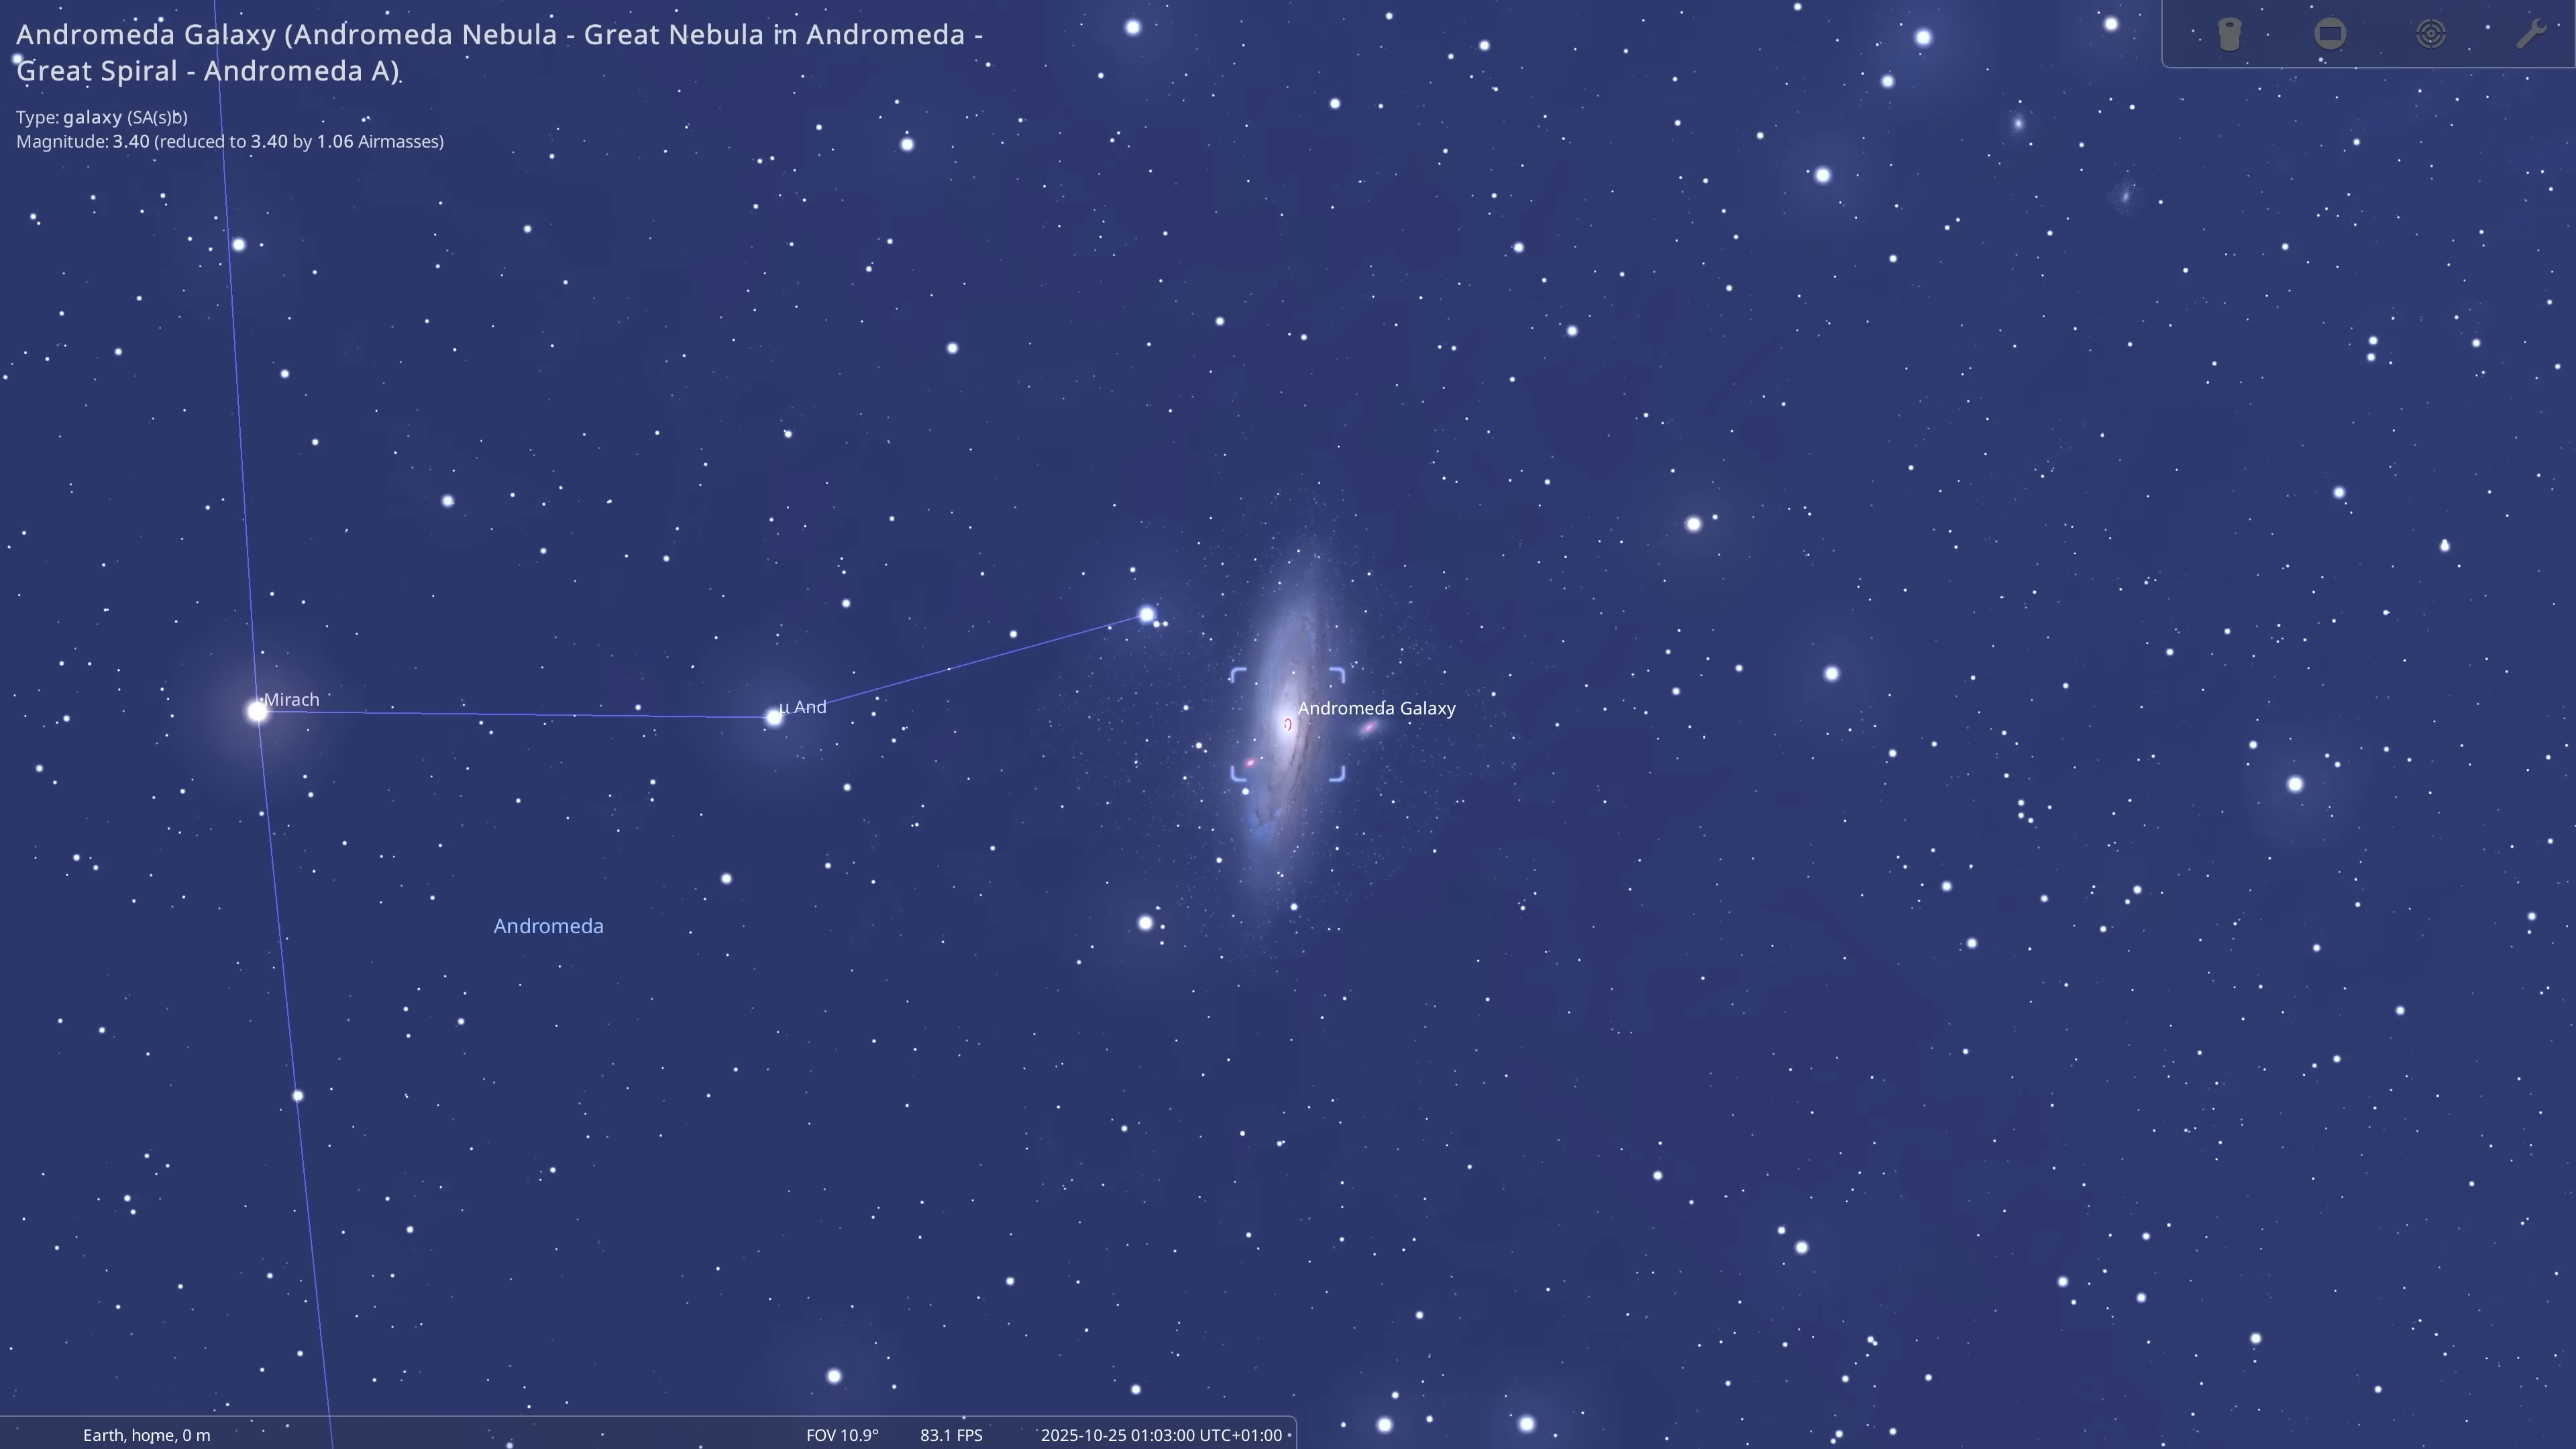 Andromeda Galaxy (Andromeda Nebula - Great Nebula in Andromeda -
Great Spiral - Andromeda A)
Type: galaxy (SA(s)b)
Magnitude: 3.40 (reduced to 3.40 by 1.06 Airmasses)
Mirach
μ And
Andromeda Galaxy
Andromeda
Earth, home, 0 m FOV 10.9° 83.1 FPS 2025-10-25 01:03:00 UTC+01:00